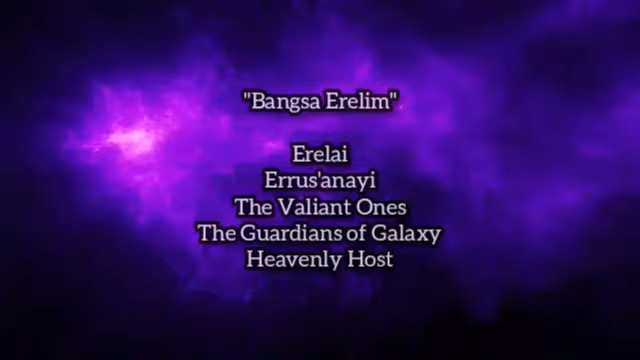 "Bangsa Erelim"
Erelai
Errus'anayi
The Valiant Ones
The Guardians of Galaxy
Heavenly Host